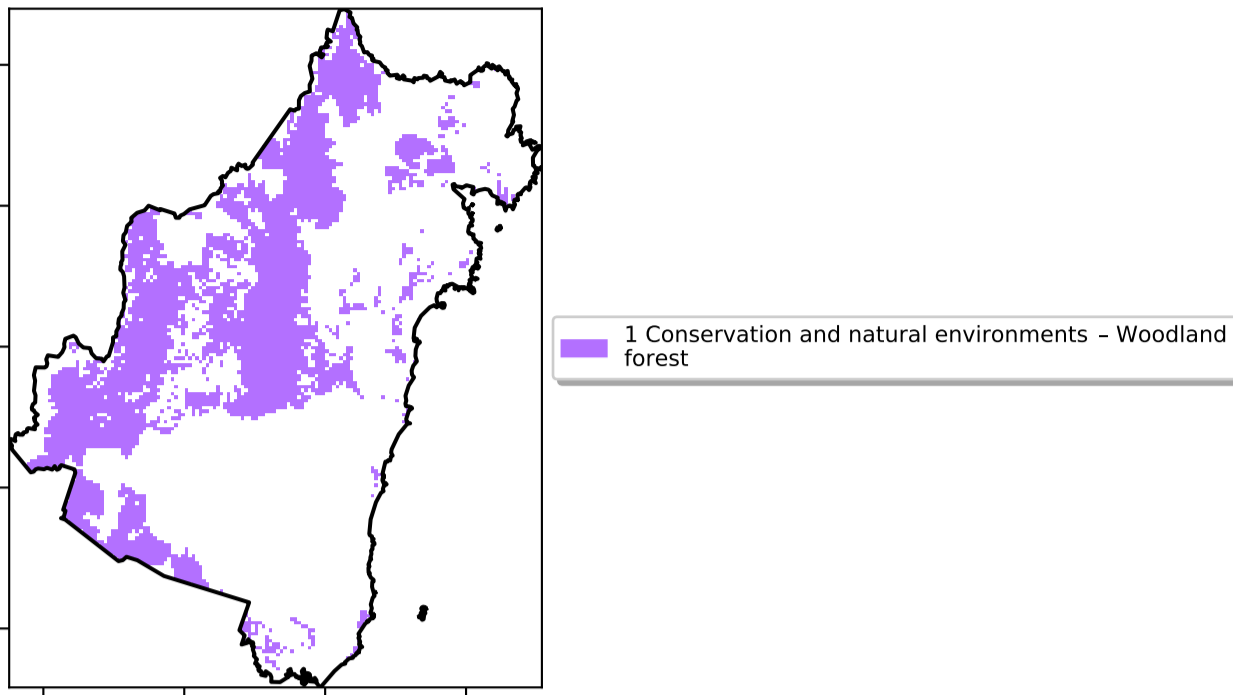 1 Conservation and natural environments – Woodland
forest